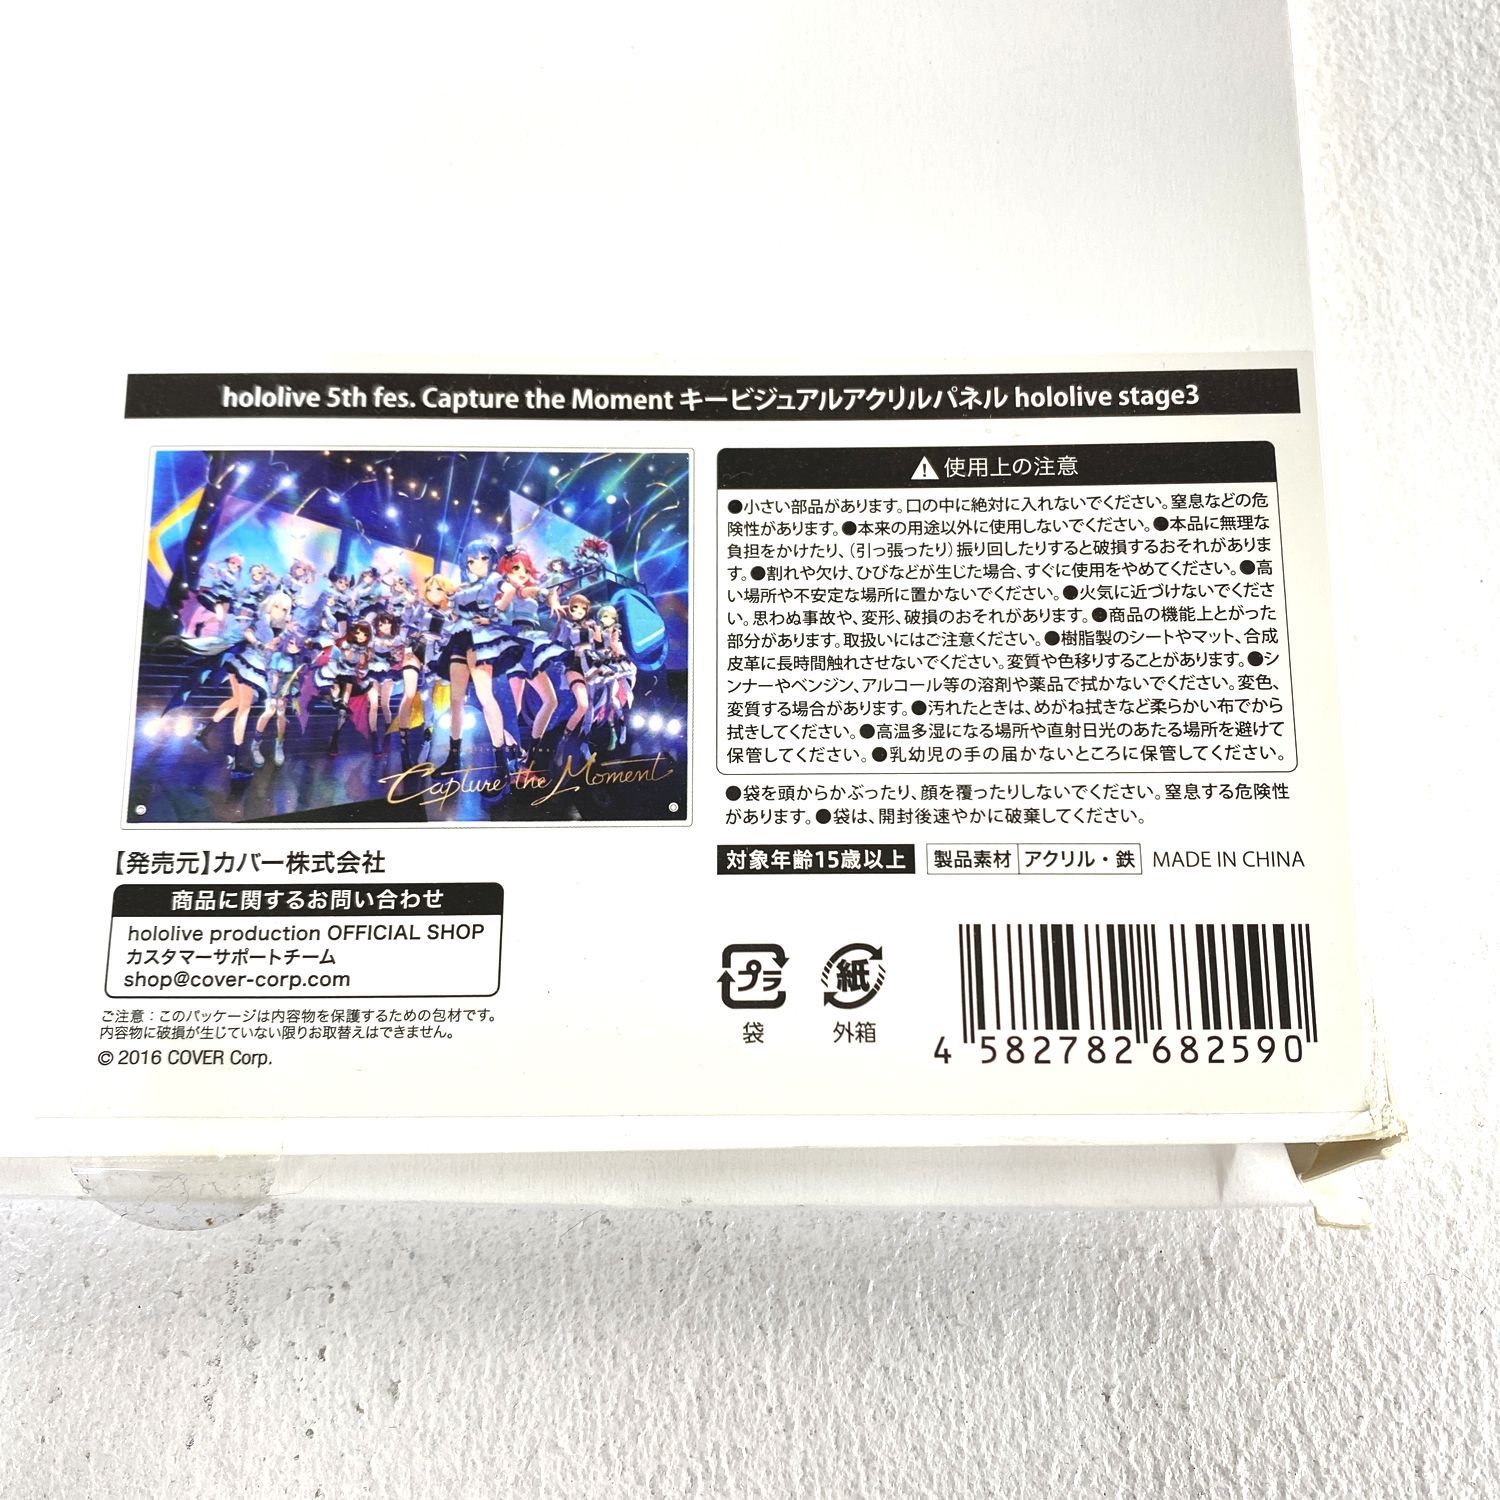 hololive 5th fes. Capture the Moment キービジュアルアクリルパネル hololive stage3
Capture the Moment
⚠使用上の注意
●小さい部品があります。口の中に絶対に入れないでください。窒息などの危
険性があります。●本来の用途以外に使用しないでください。●本品に無理な
負担をかけたり、(引っ張ったり)振り回したりすると破損するおそれがありま
す。●割れや欠け、ひびなどが生じた場合、すぐに使用をやめてください。●高
い場所や不安定な場所に置かないでください。●火気に近づけないでくださ
い。思わぬ事故や、変形、破損のおそれがあります。●商品の機能上とがった
部分があります。取扱いにはご注意ください。●樹脂製のシートやマット、合成
皮革に長時間触れさせないでください。変質や色移りすることがあります。●シ
ンナーやベンジン、アルコール等の溶剤や薬品で拭かないでください。変色、
変質する場合があります。●汚れたときは、めがね拭きなど柔らかい布でから
拭きしてください。●高温多湿になる場所や直射日光のあたる場所を避けて
保管してください。●乳幼児の手の届かないところに保管してください。
●袋を頭からかぶったり、顔を覆ったりしないでください。窒息する危険性
があります。●袋は、開封後速やかに破棄してください。
対象年齢15歳以上 製品素材 アクリル・鉄 MADE IN CHINA
【発売元】カバー株式会社
商品に関するお問い合わせ
hololive production OFFICIAL SHOP
カスタマーサポートチーム
shop@cover-corp.com
ご注意：このパッケージは内容物を保護するための包材です。
内容物に破損が生じていない限りお取替えはできません。
© 2016 COVER Corp.
プラ 紙
袋 外箱
4 582782 682590